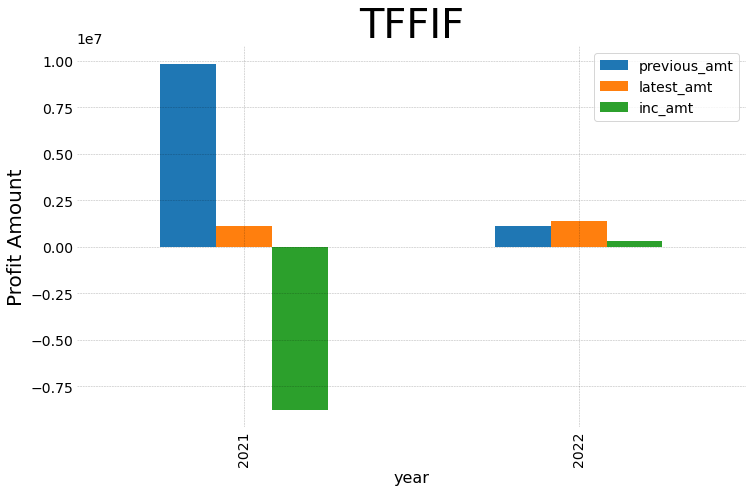 TFFIF
1e7
1.00
0.75
0.50
0.25
0.00
−0.25
−0.50
−0.75
Profit Amount
previous_amt
latest_amt
inc_amt
2021
2022
year